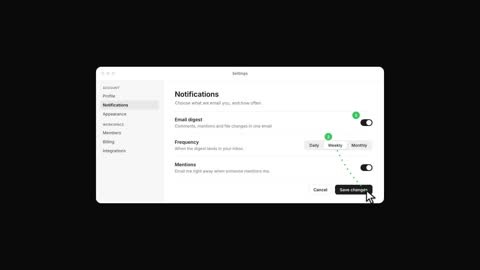 Settings
ACCOUNT
Profile
Notifications
Appearance
WORKSPACE
Members
Billing
Integrations
Notifications
Choose what we email you, and how often.
Email digest
Comments, mentions and file changes in one email
Frequency
When the digest lands in your inbox.
Daily Weekly Monthly
Mentions
Email me right away when someone mentions me.
Cancel Save changes